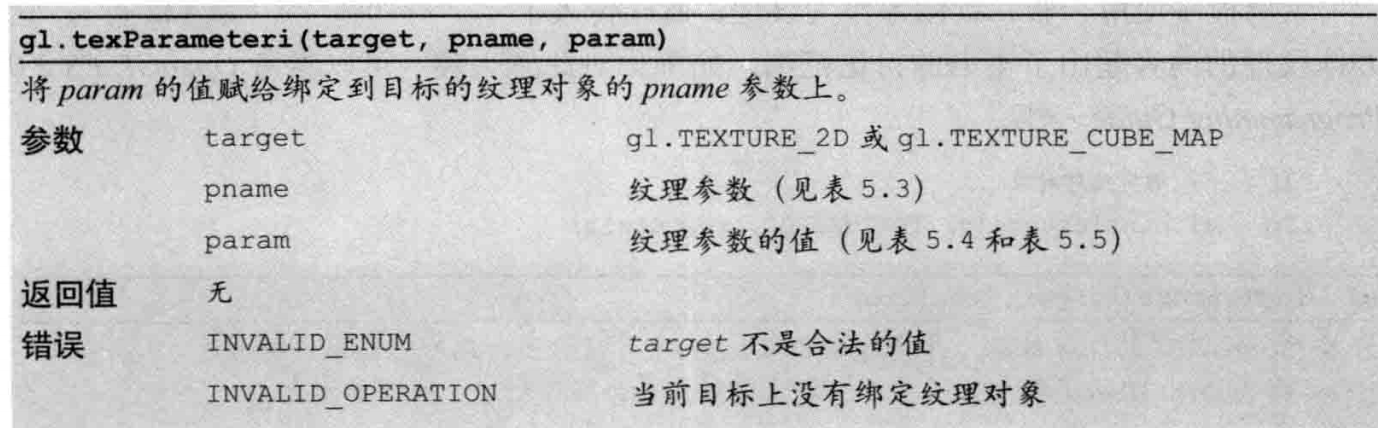 gl.texParameteri(target, pname, param)
将 param 的值赋给绑定到目标的纹理对象的 pname 参数上。
参数 target gl.TEXTURE_2D 或 gl.TEXTURE_CUBE_MAP
pname 纹理参数 (见表 5.3)
param 纹理参数的值 (见表 5.4 和表 5.5)
返回值 无
错误 INVALID_ENUM target 不是合法的值
INVALID_OPERATION 当前目标上没有绑定纹理对象